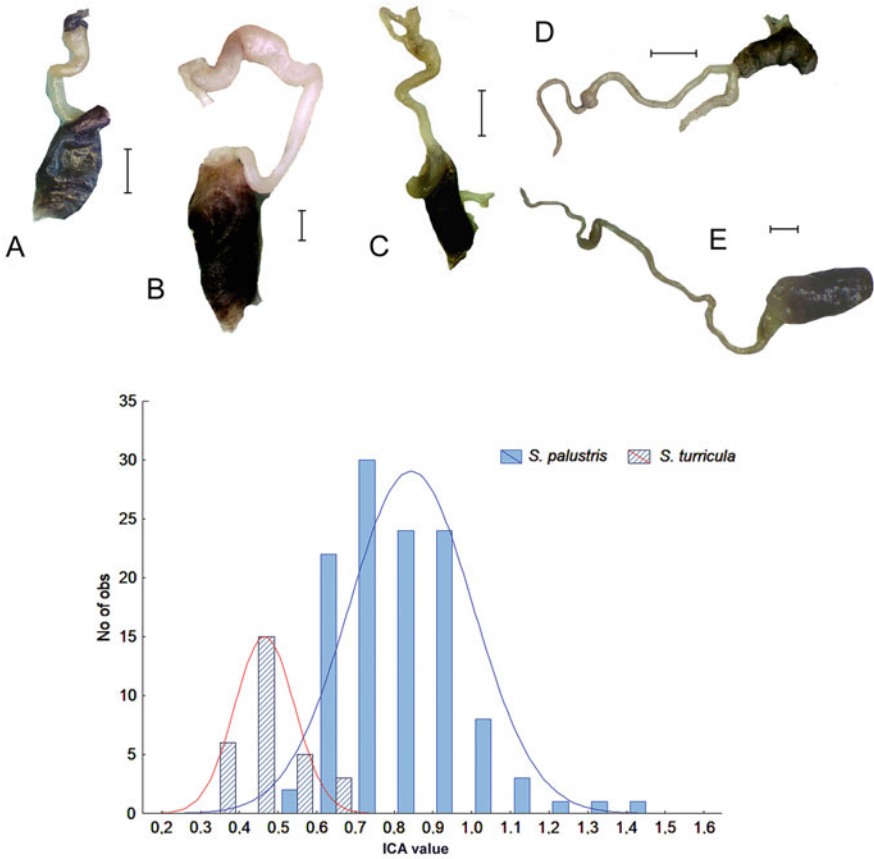 A
B
C
D
E
35
30
25
20
15
10
5
0
No of obs
S. palustris S. turricula
0,2 0.3 0,4 0.5 0.6 0.7 0.8 0.9 1,0 1.1 1,2 1.3 1.4 1.5 1.6
ICA value